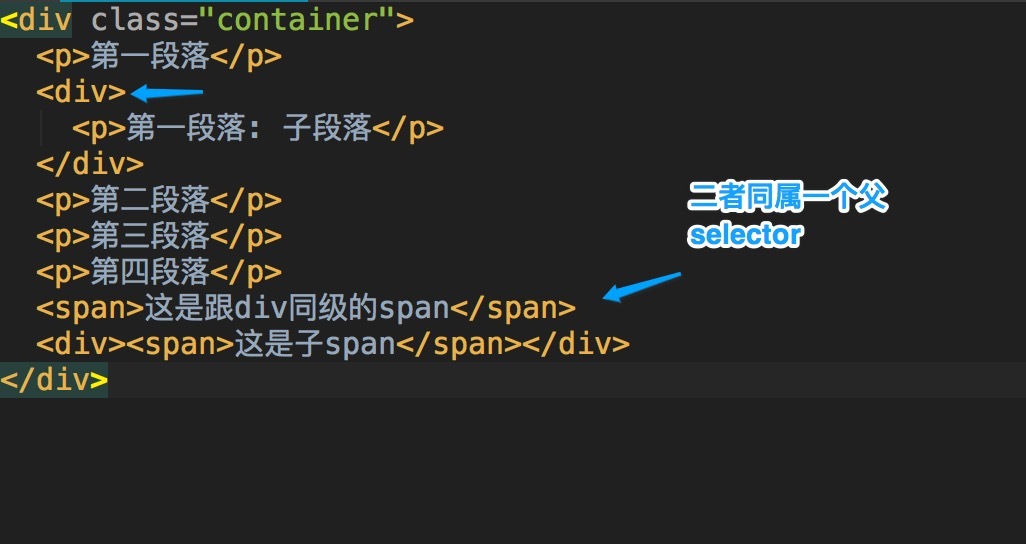 <div class="container">
<p>第一段落</p>
<div>
<p>第一段落: 子段落</p>
</div>
<p>第二段落</p>
<p>第三段落</p>
<p>第四段落</p>
<span>这是跟div同级的span</span>
<div><span>这是子span</span></div>
</div>
二者同属一个父
selector